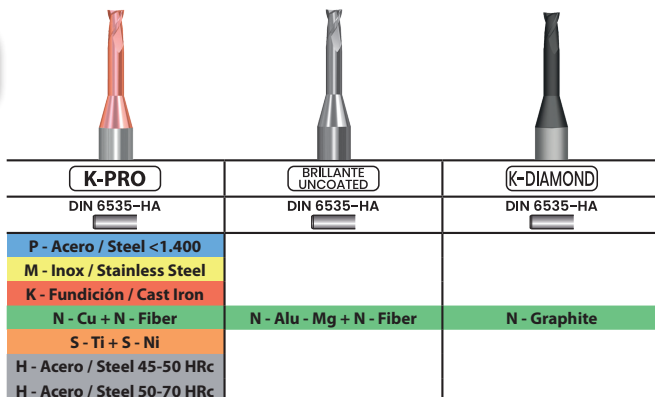 K-PRO
BRILLANTE
UNCOATED
K-DIAMOND
DIN 6535-HA
DIN 6535-HA
DIN 6535-HA
P - Acero / Steel <1.400
M - Inox / Stainless Steel
K - Fundición / Cast Iron
N - Cu + N - Fiber
N - Alu - Mg + N - Fiber
N - Graphite
S - Ti + S - Ni
H - Acero / Steel 45-50 HRc
H - Acero / Steel 50-70 HRc